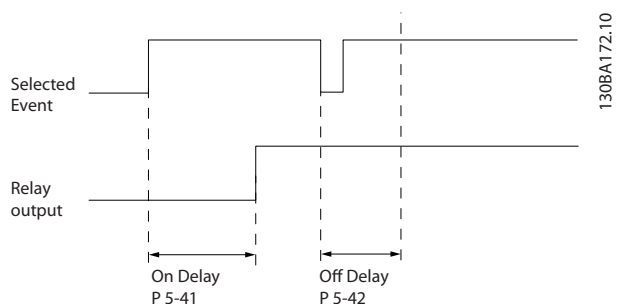 130BA172.10
Selected
Event
Relay
output
On Delay
P 5-41
Off Delay
P 5-42